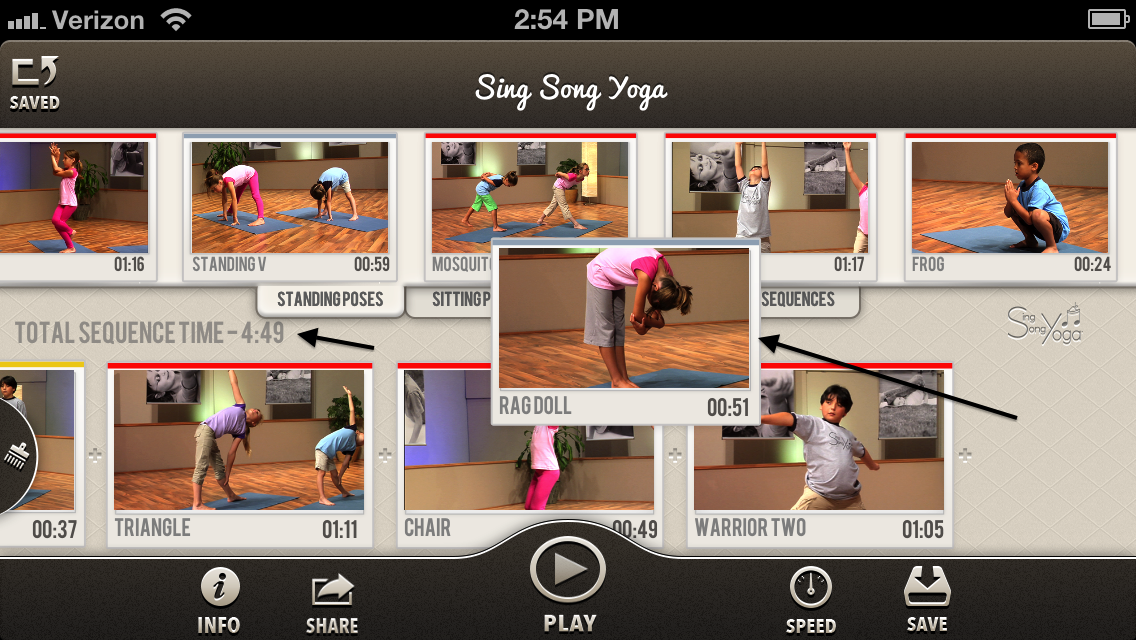 Verizon 2:54 PM
SAVED
Sing Song Yoga
01:16
STANDING V 00:59
MOSQUITO
01:17
FROG 00:24
STANDING POSES
SITTING P
SEQUENCES
TOTAL SEQUENCE TIME – 4:49
Sing Song Yoga
RAG DOLL 00:51
00:37
TRIANGLE 01:11
CHAIR 00:49
WARRIOR TWO 01:05
INFO
SHARE
PLAY
SPEED
SAVE